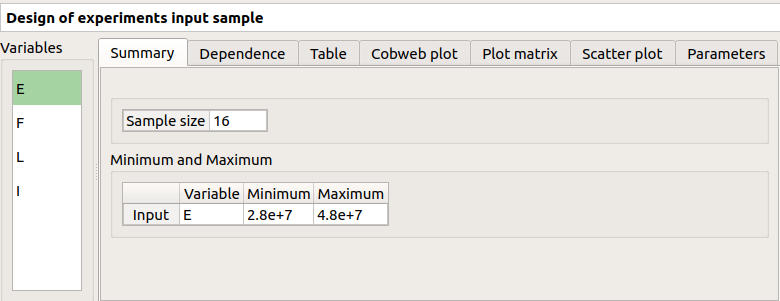 Design of experiments input sample
Variables
E
F
L
I
Summary Dependence Table Cobweb plot Plot matrix Scatter plot Parameters
Sample size 16
Minimum and Maximum
Variable Minimum Maximum
Input E 2.8e+7 4.8e+7